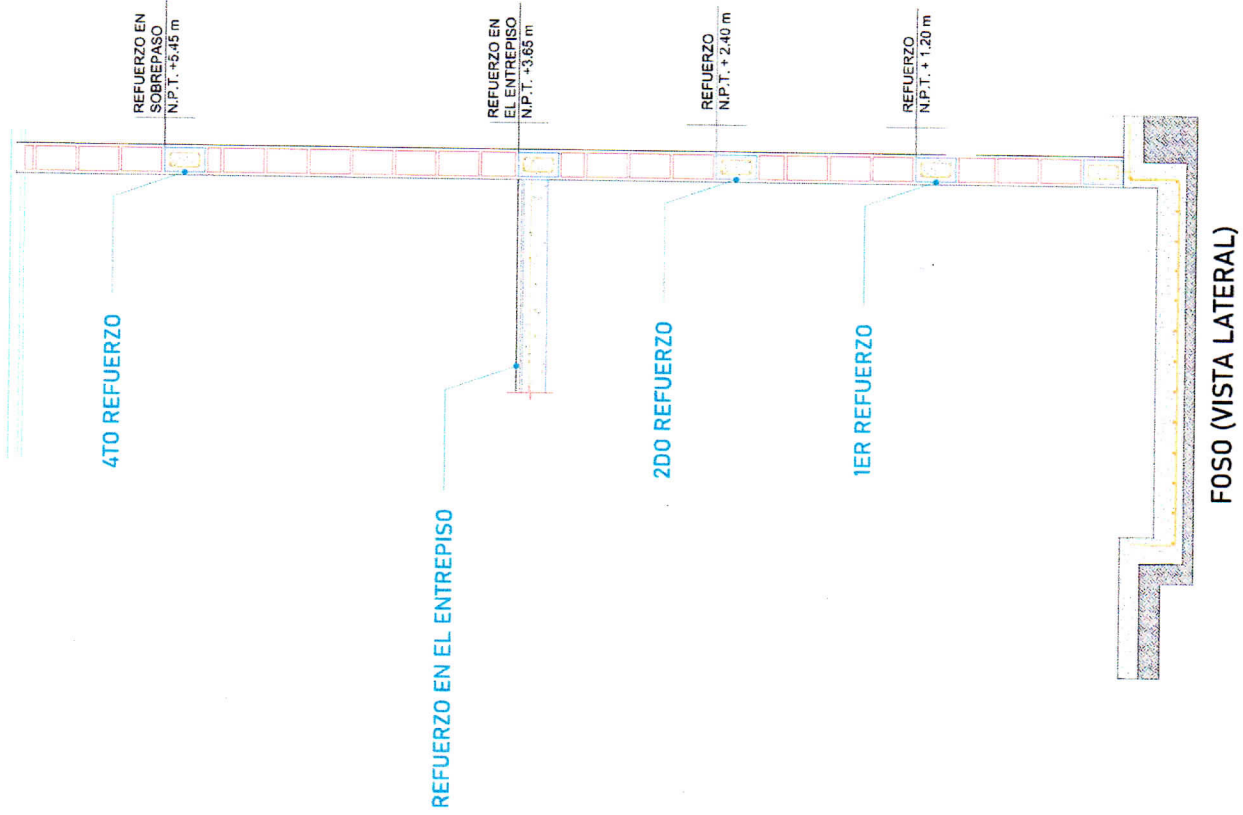 REFUERZO EN
SOBREPASO
N.P.T. +5.45 m
4TO REFUERZO
REFUERZO EN
EL ENTREPISO
N.P.T. +3.65 m
REFUERZO EN EL ENTREPISO
REFUERZO
N.P.T. + 2.40 m
2DO REFUERZO
REFUERZO
N.P.T. + 1.20 m
1ER REFUERZO
FOSO (VISTA LATERAL)